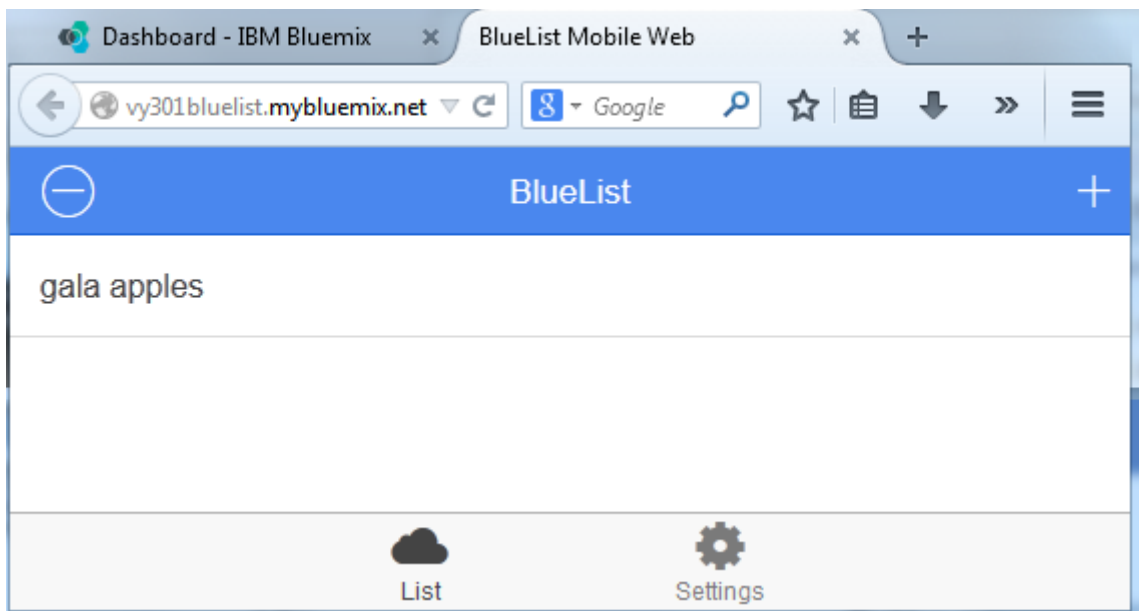 Dashboard - IBM Bluemix BlueList Mobile Web
vy301bluelist.mybluemix.net Google
BlueList
gala apples
List Settings